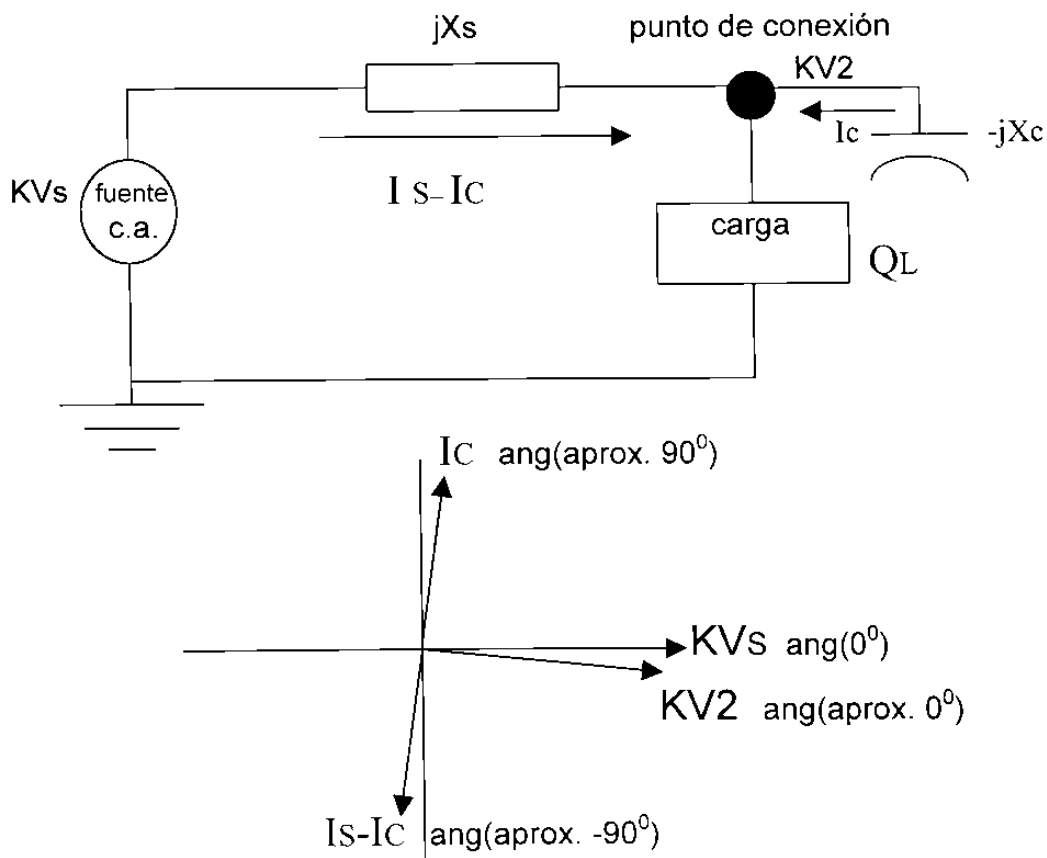 jXs
punto de conexión
KV2
Ic
-jXc
KVs
fuente
c.a.
I S-IC
carga
QL
IC ang(aprox. 90⁰)
KVS ang(0⁰)
KV2 ang(aprox. 0⁰)
IS-IC ang(aprox. -90⁰)